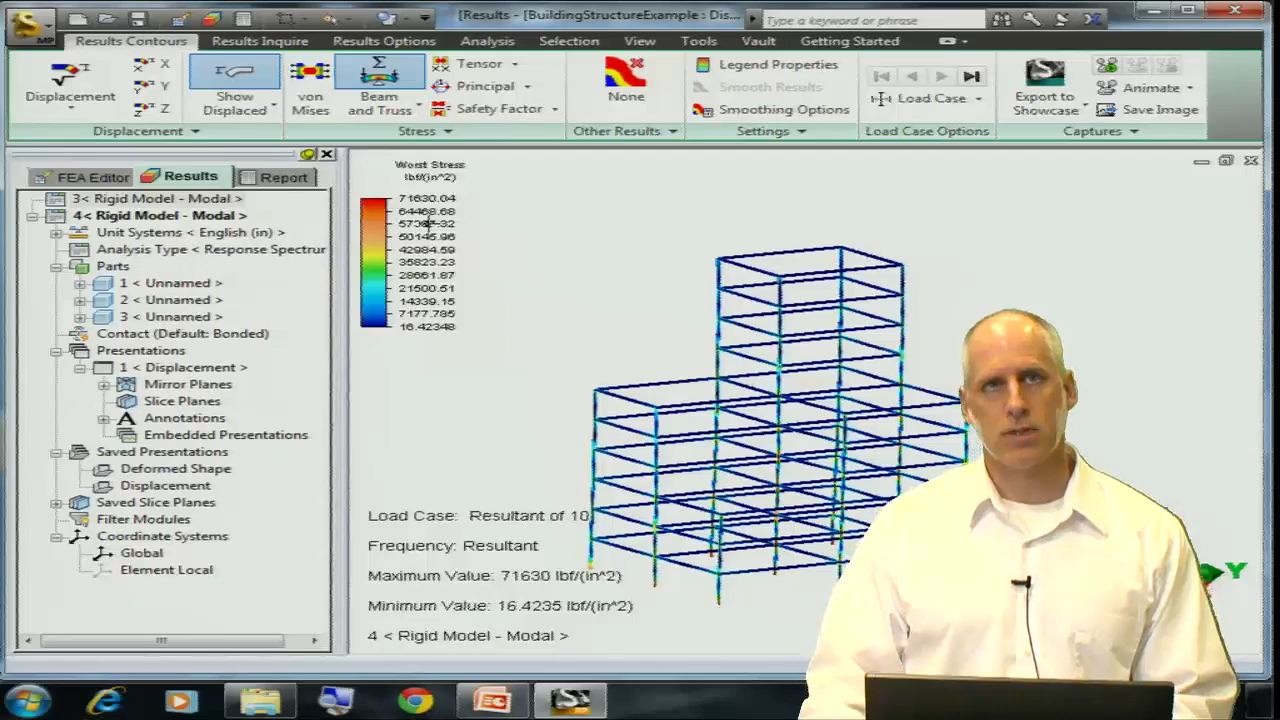 [Results - [BuildingStructureExample : Dis...
Type a keyword or phrase
MP
Results Contours
Results Inquire
Results Options
Analysis
Selection
View
Tools
Vault
Getting Started
Displacement
X
Y
Z
Displacement
Show Displaced
von Mises
Beam and Truss
Tensor
Principal
Safety Factor
Stress
None
Other Results
Legend Properties
Smooth Results
Smoothing Options
Settings
Load Case
Load Case Options
Export to Showcase
Animate
Save Image
Captures
FEA Editor
Results
Report
3< Rigid Model - Modal >
4< Rigid Model - Modal >
Unit Systems < English (in) >
Analysis Type < Response Spectrur
Parts
1 < Unnamed >
2 < Unnamed >
3 < Unnamed >
Contact (Default: Bonded)
Presentations
1 < Displacement >
Mirror Planes
Slice Planes
Annotations
Embedded Presentations
Saved Presentations
Deformed Shape
Displacement
Saved Slice Planes
Filter Modules
Coordinate Systems
Global
Element Local
Worst Stress
lbf/(in^2)
71630.04
64468.68
50145.96
42984.59
35823.23
28661.87
21500.51
14339.15
7177.785
16.42348
Load Case: Resultant of 10
Frequency: Resultant
Maximum Value: 71630 lbf/(in^2)
Minimum Value: 16.4235 lbf/(in^2)
4 < Rigid Model - Modal >
Y